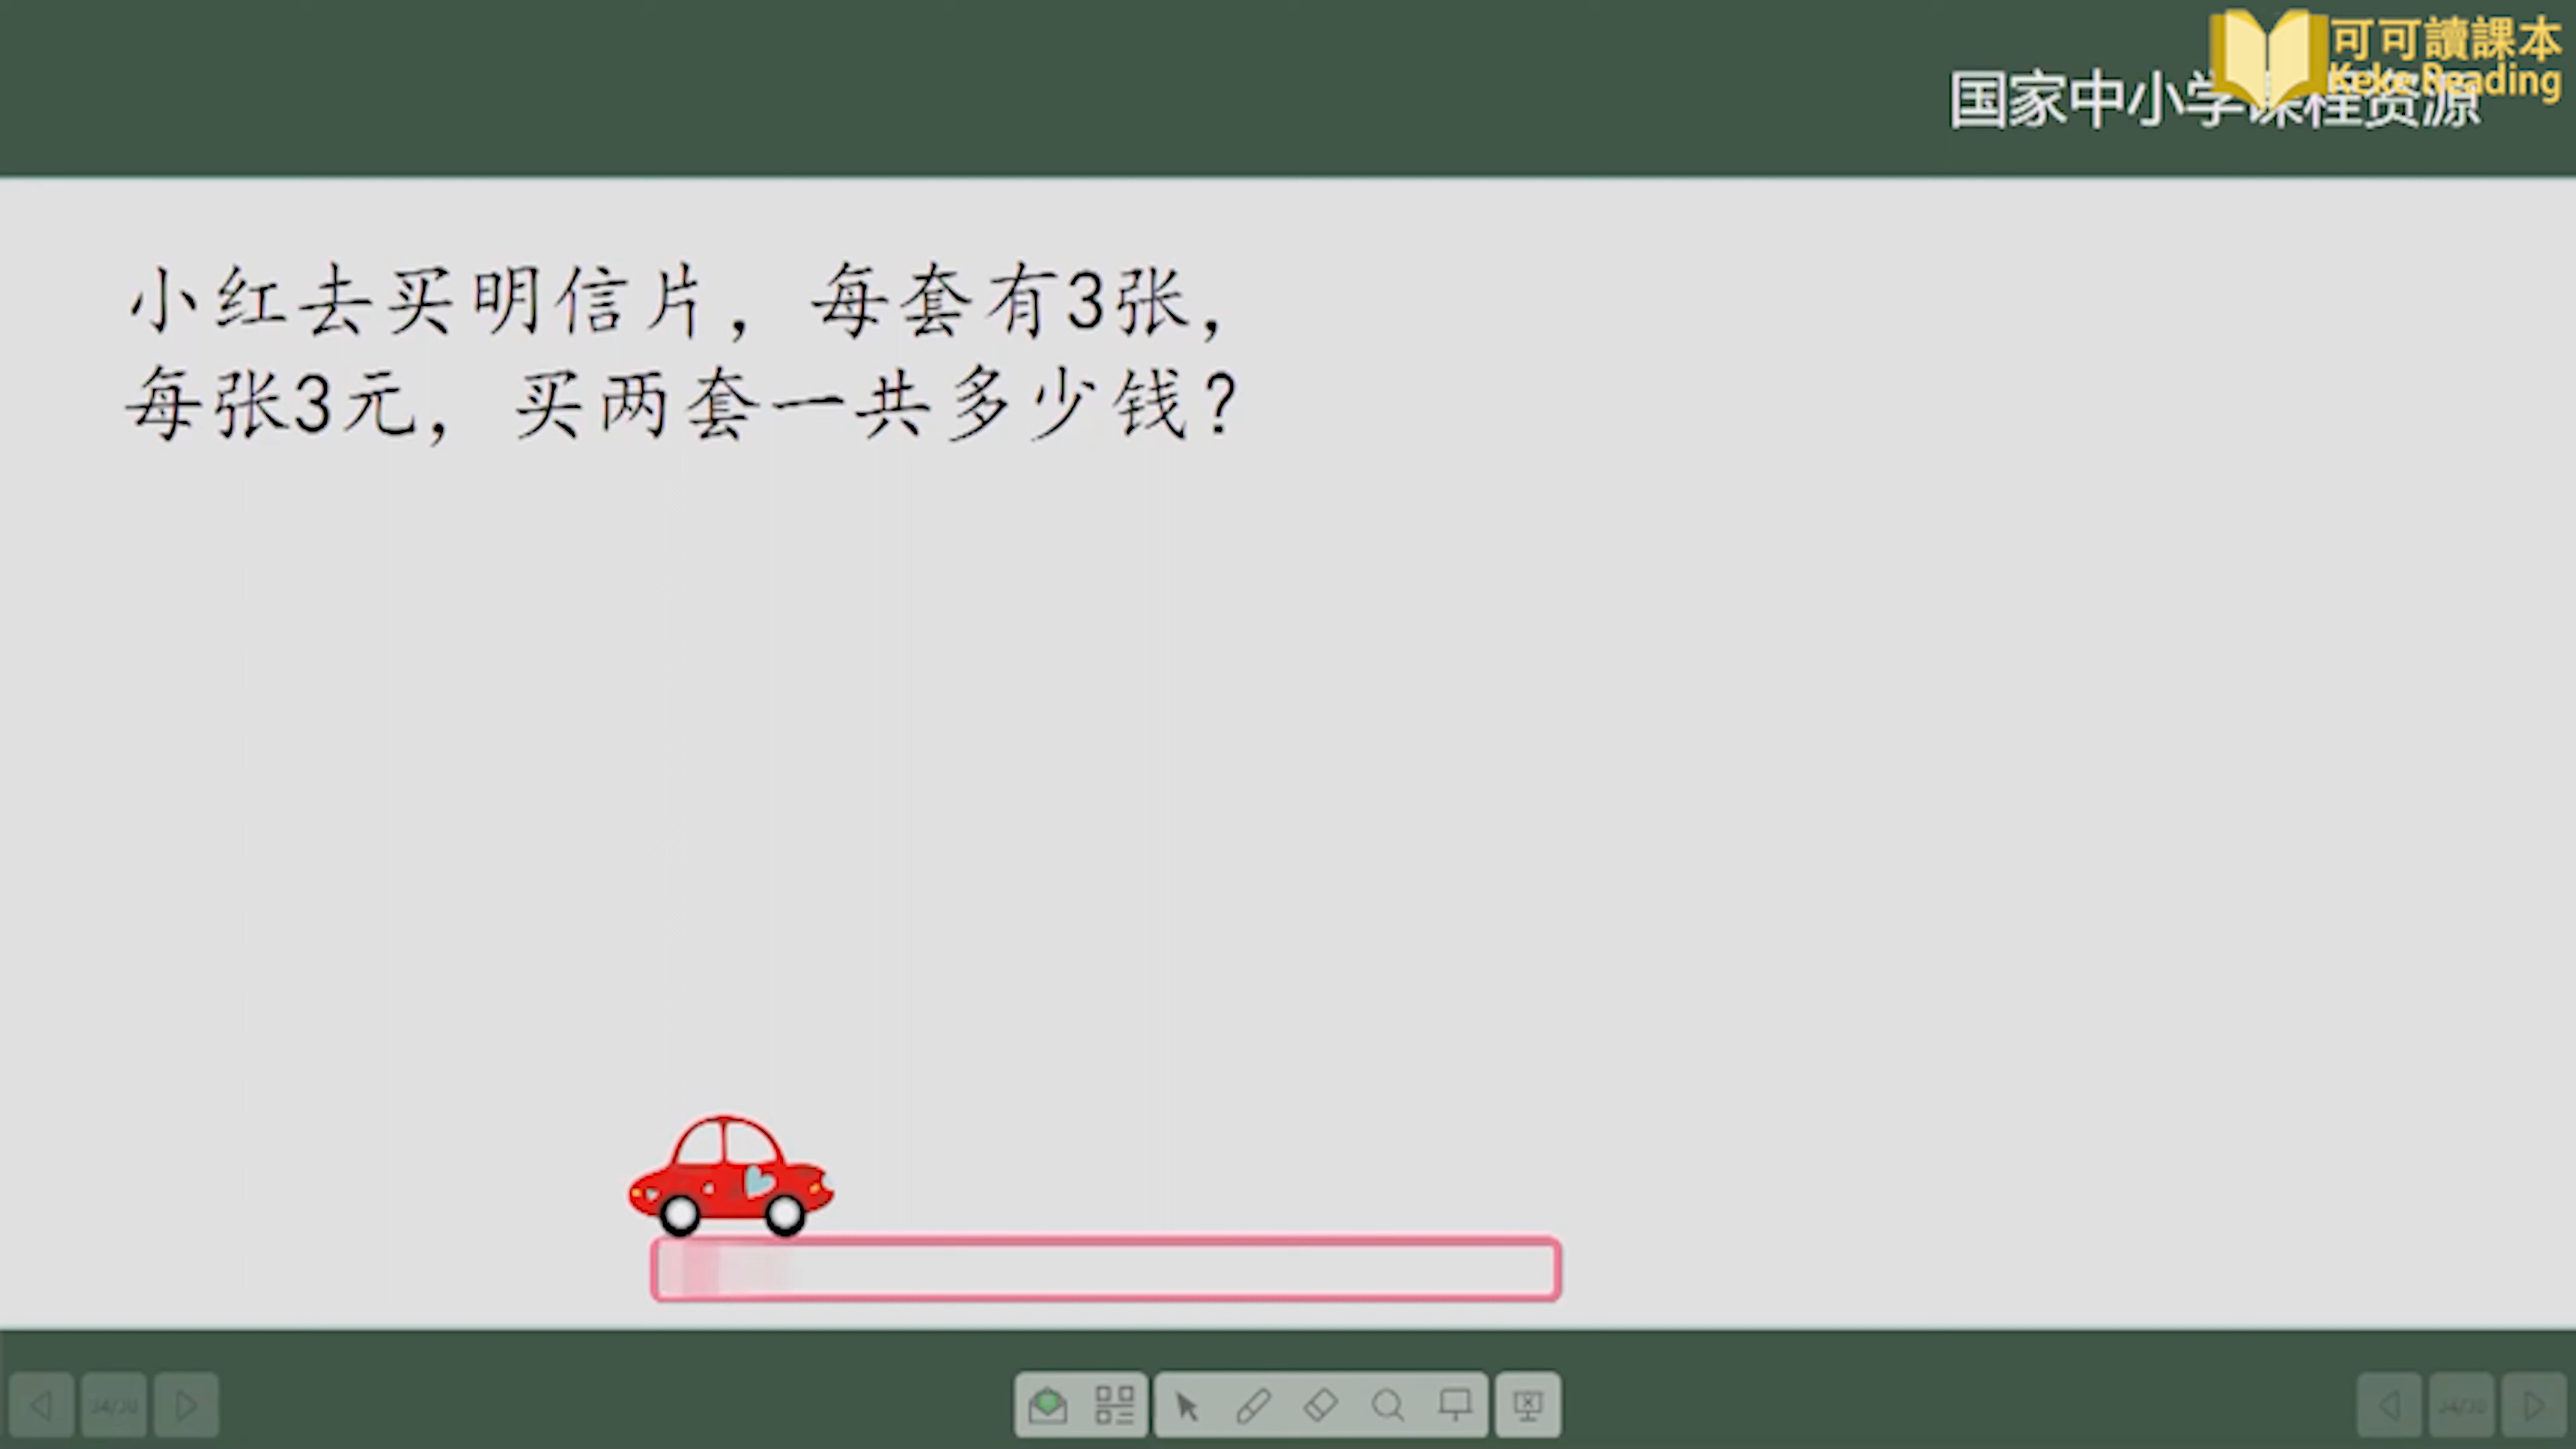 可可讀課本
Keke Reading
国家中小学课程资源
小红去买明信片，每套有3张，
每张3元，买两套一共多少钱？